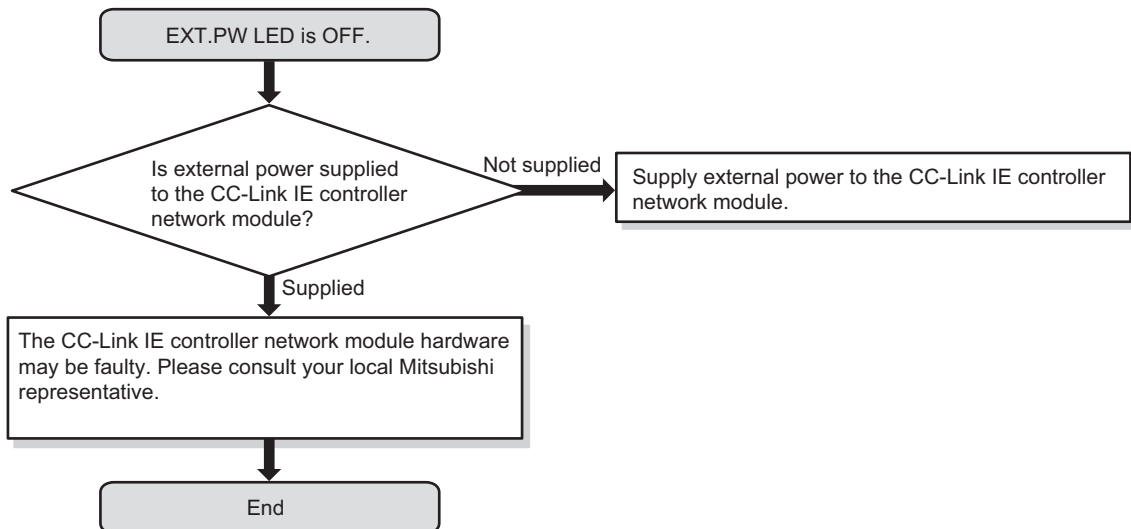 EXT.PW LED is OFF.
Is external power supplied
to the CC-Link IE controller
network module?
Not supplied
Supply external power to the CC-Link IE controller
network module.
Supplied
The CC-Link IE controller network module hardware
may be faulty. Please consult your local Mitsubishi
representative.
End